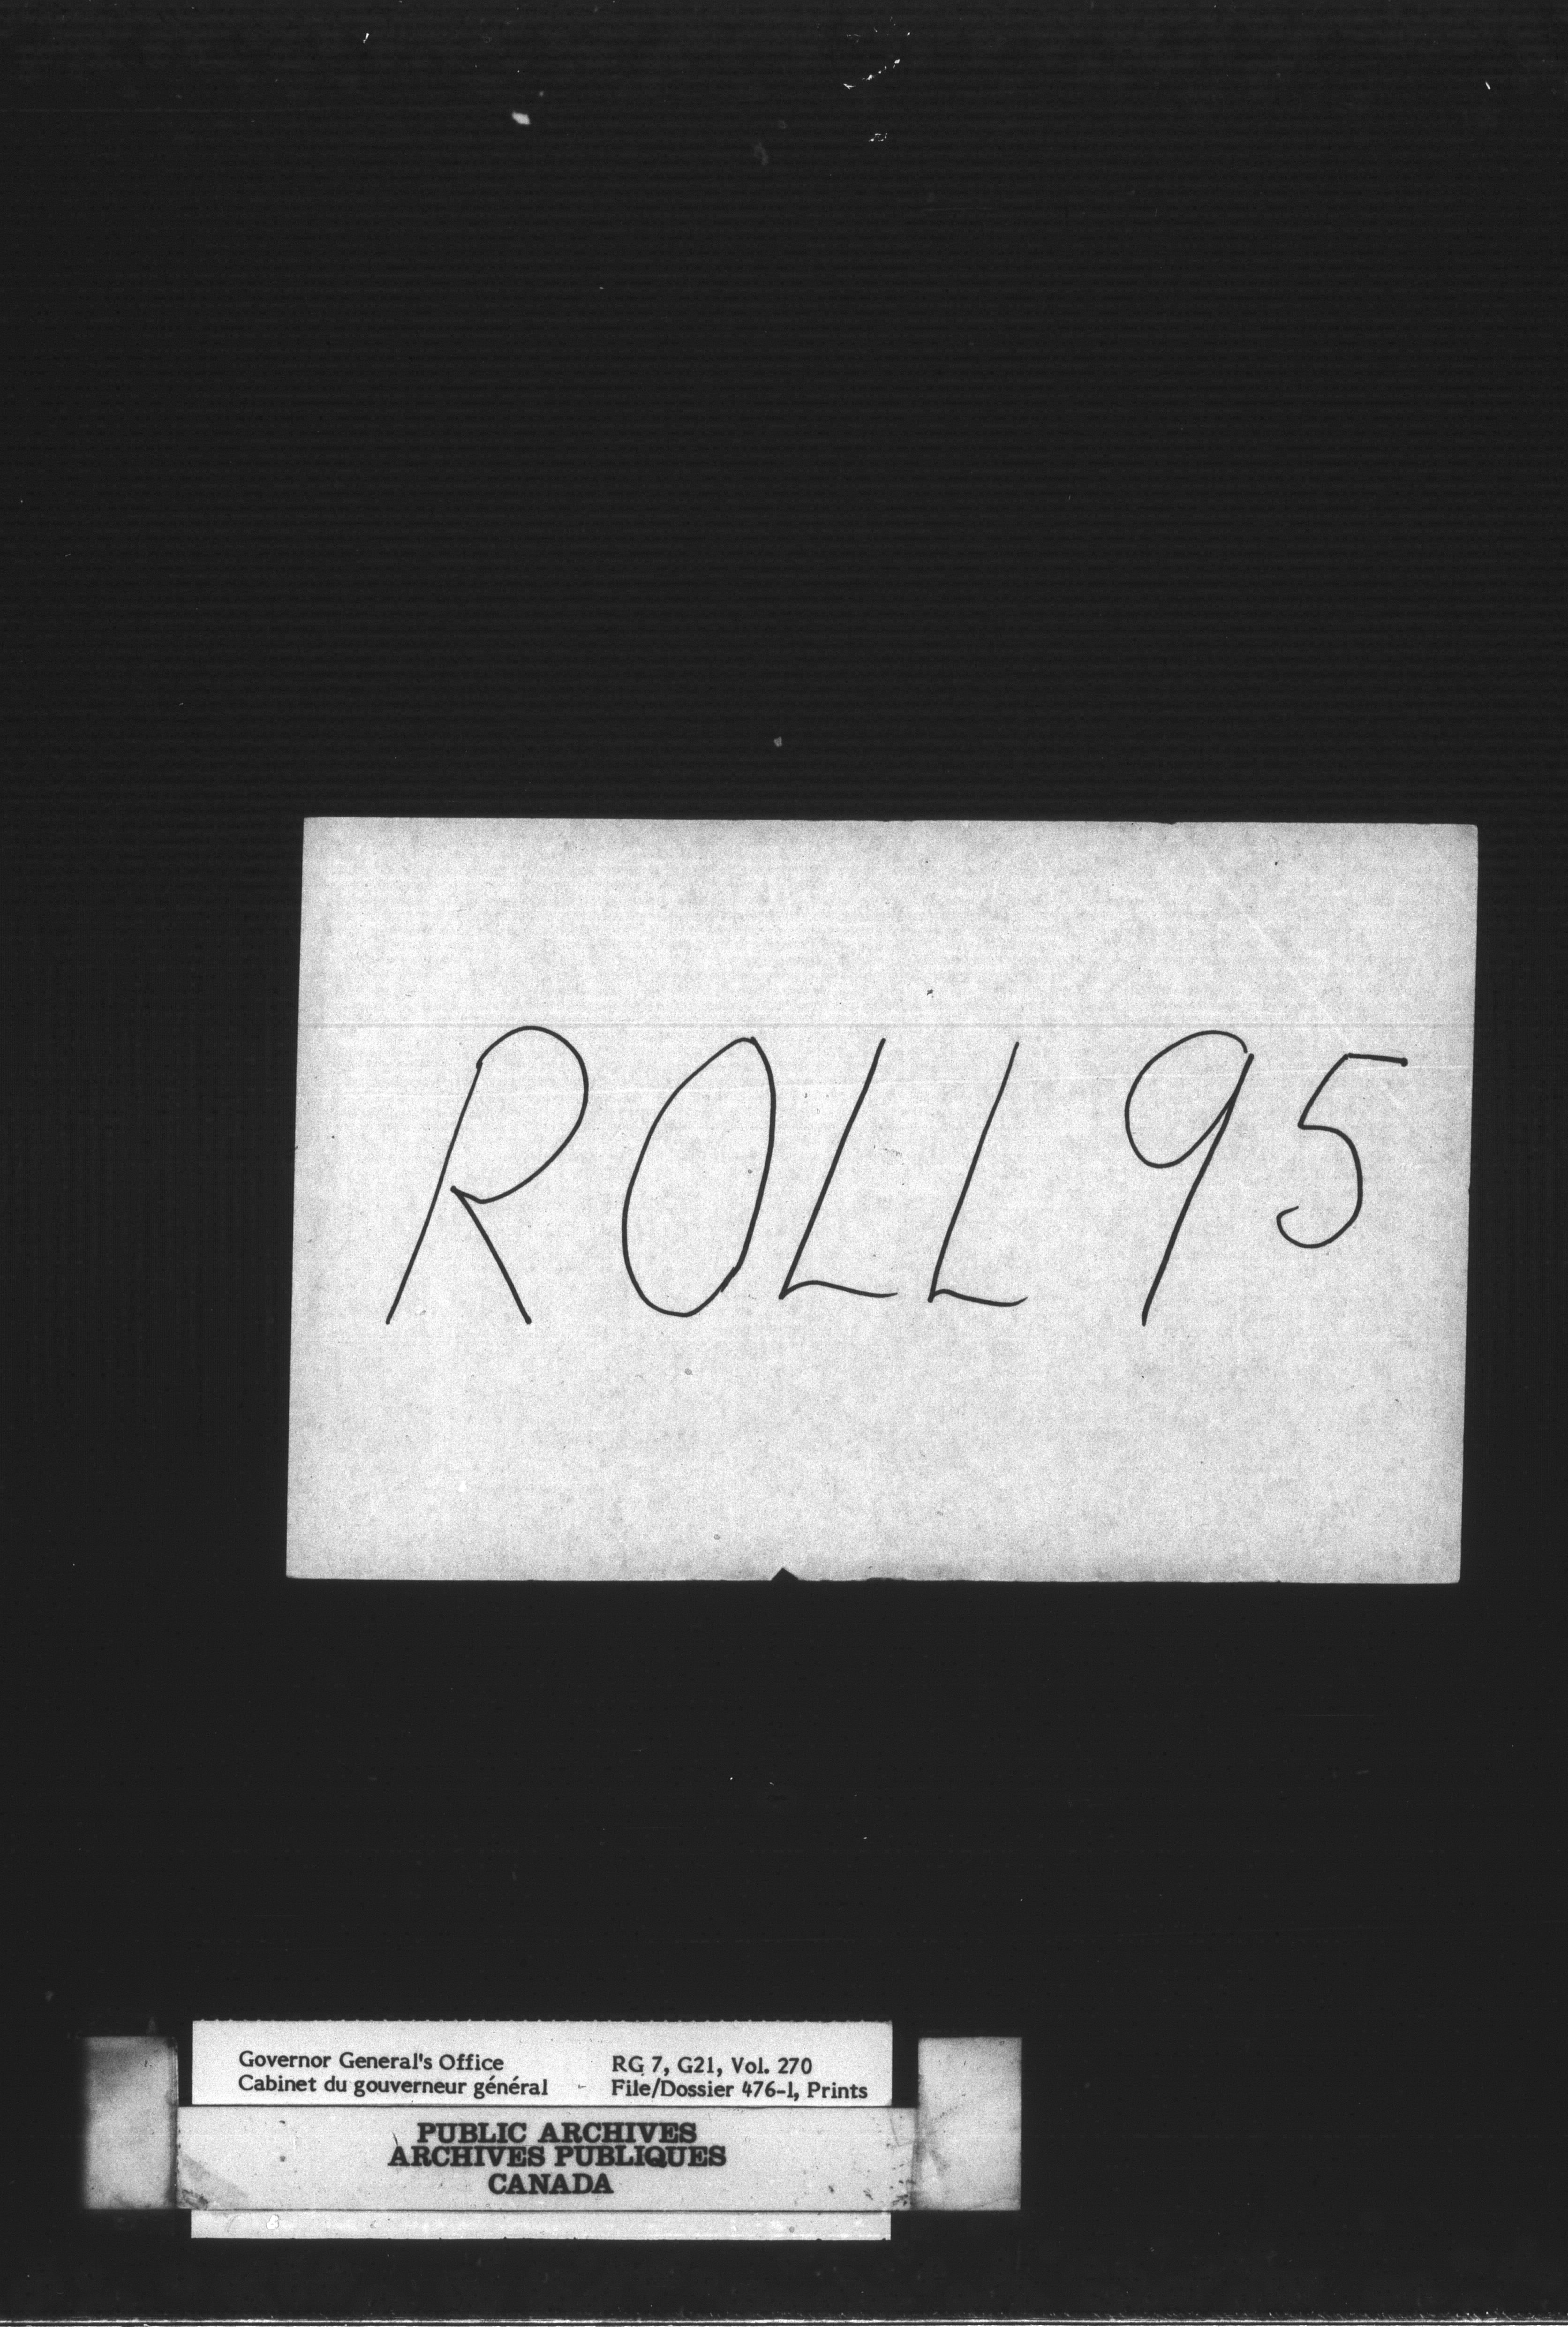 ROLL 95
Governor General's Office
Cabinet du gouverneur général
RG 7, G21, Vol. 270
File/Dossier 476-1, Prints
PUBLIC ARCHIVES
ARCHIVES PUBLIQUES
CANADA